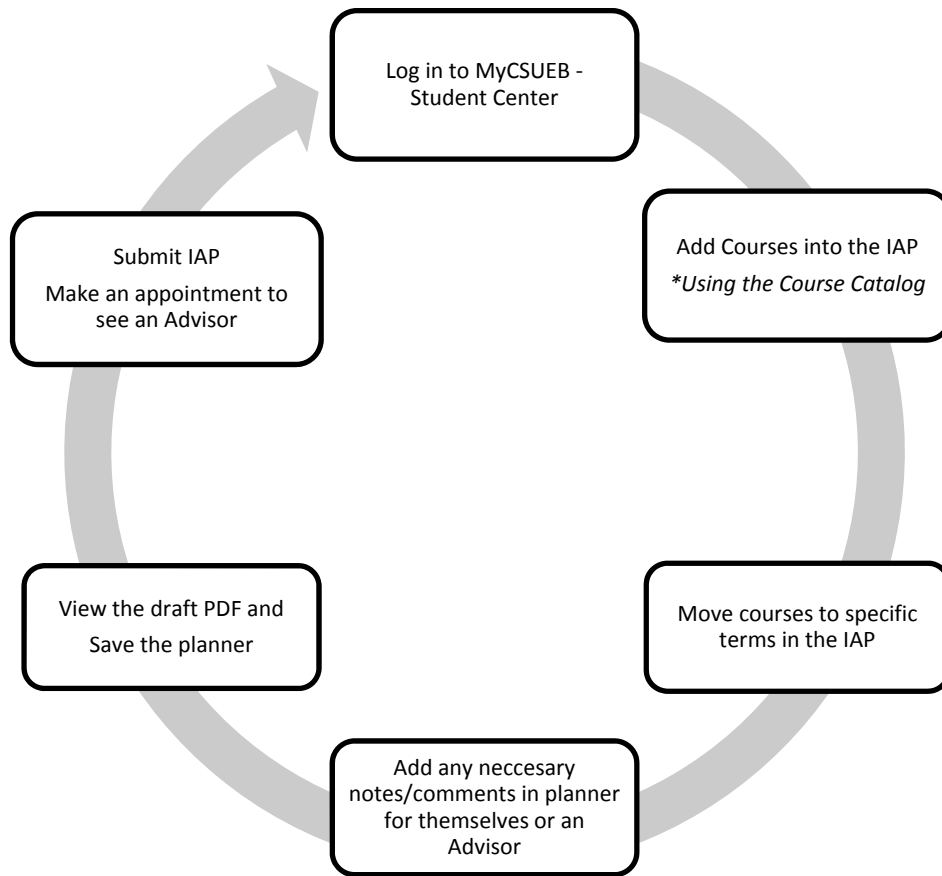 Log in to MyCSUEB -
Student Center
Add Courses into the IAP
*Using the Course Catalog
Move courses to specific
terms in the IAP
Add any neccesary
notes/comments in planner
for themselves or an
Advisor
View the draft PDF and
Save the planner
Submit IAP
Make an appointment to
see an Advisor